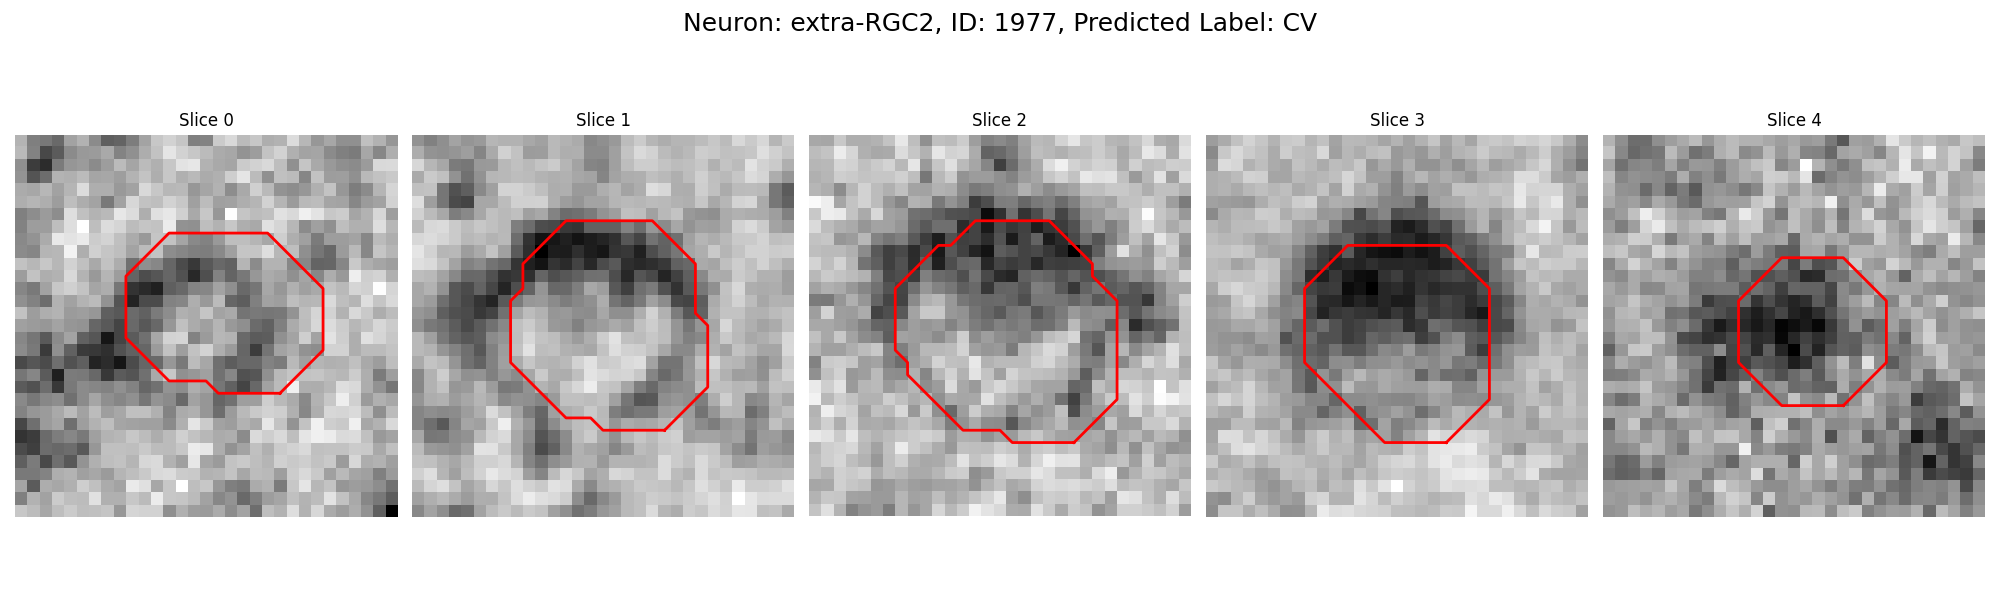 Neuron: extra-RGC2, ID: 1977, Predicted Label: CV
Slice 0
Slice 1
Slice 2
Slice 3
Slice 4